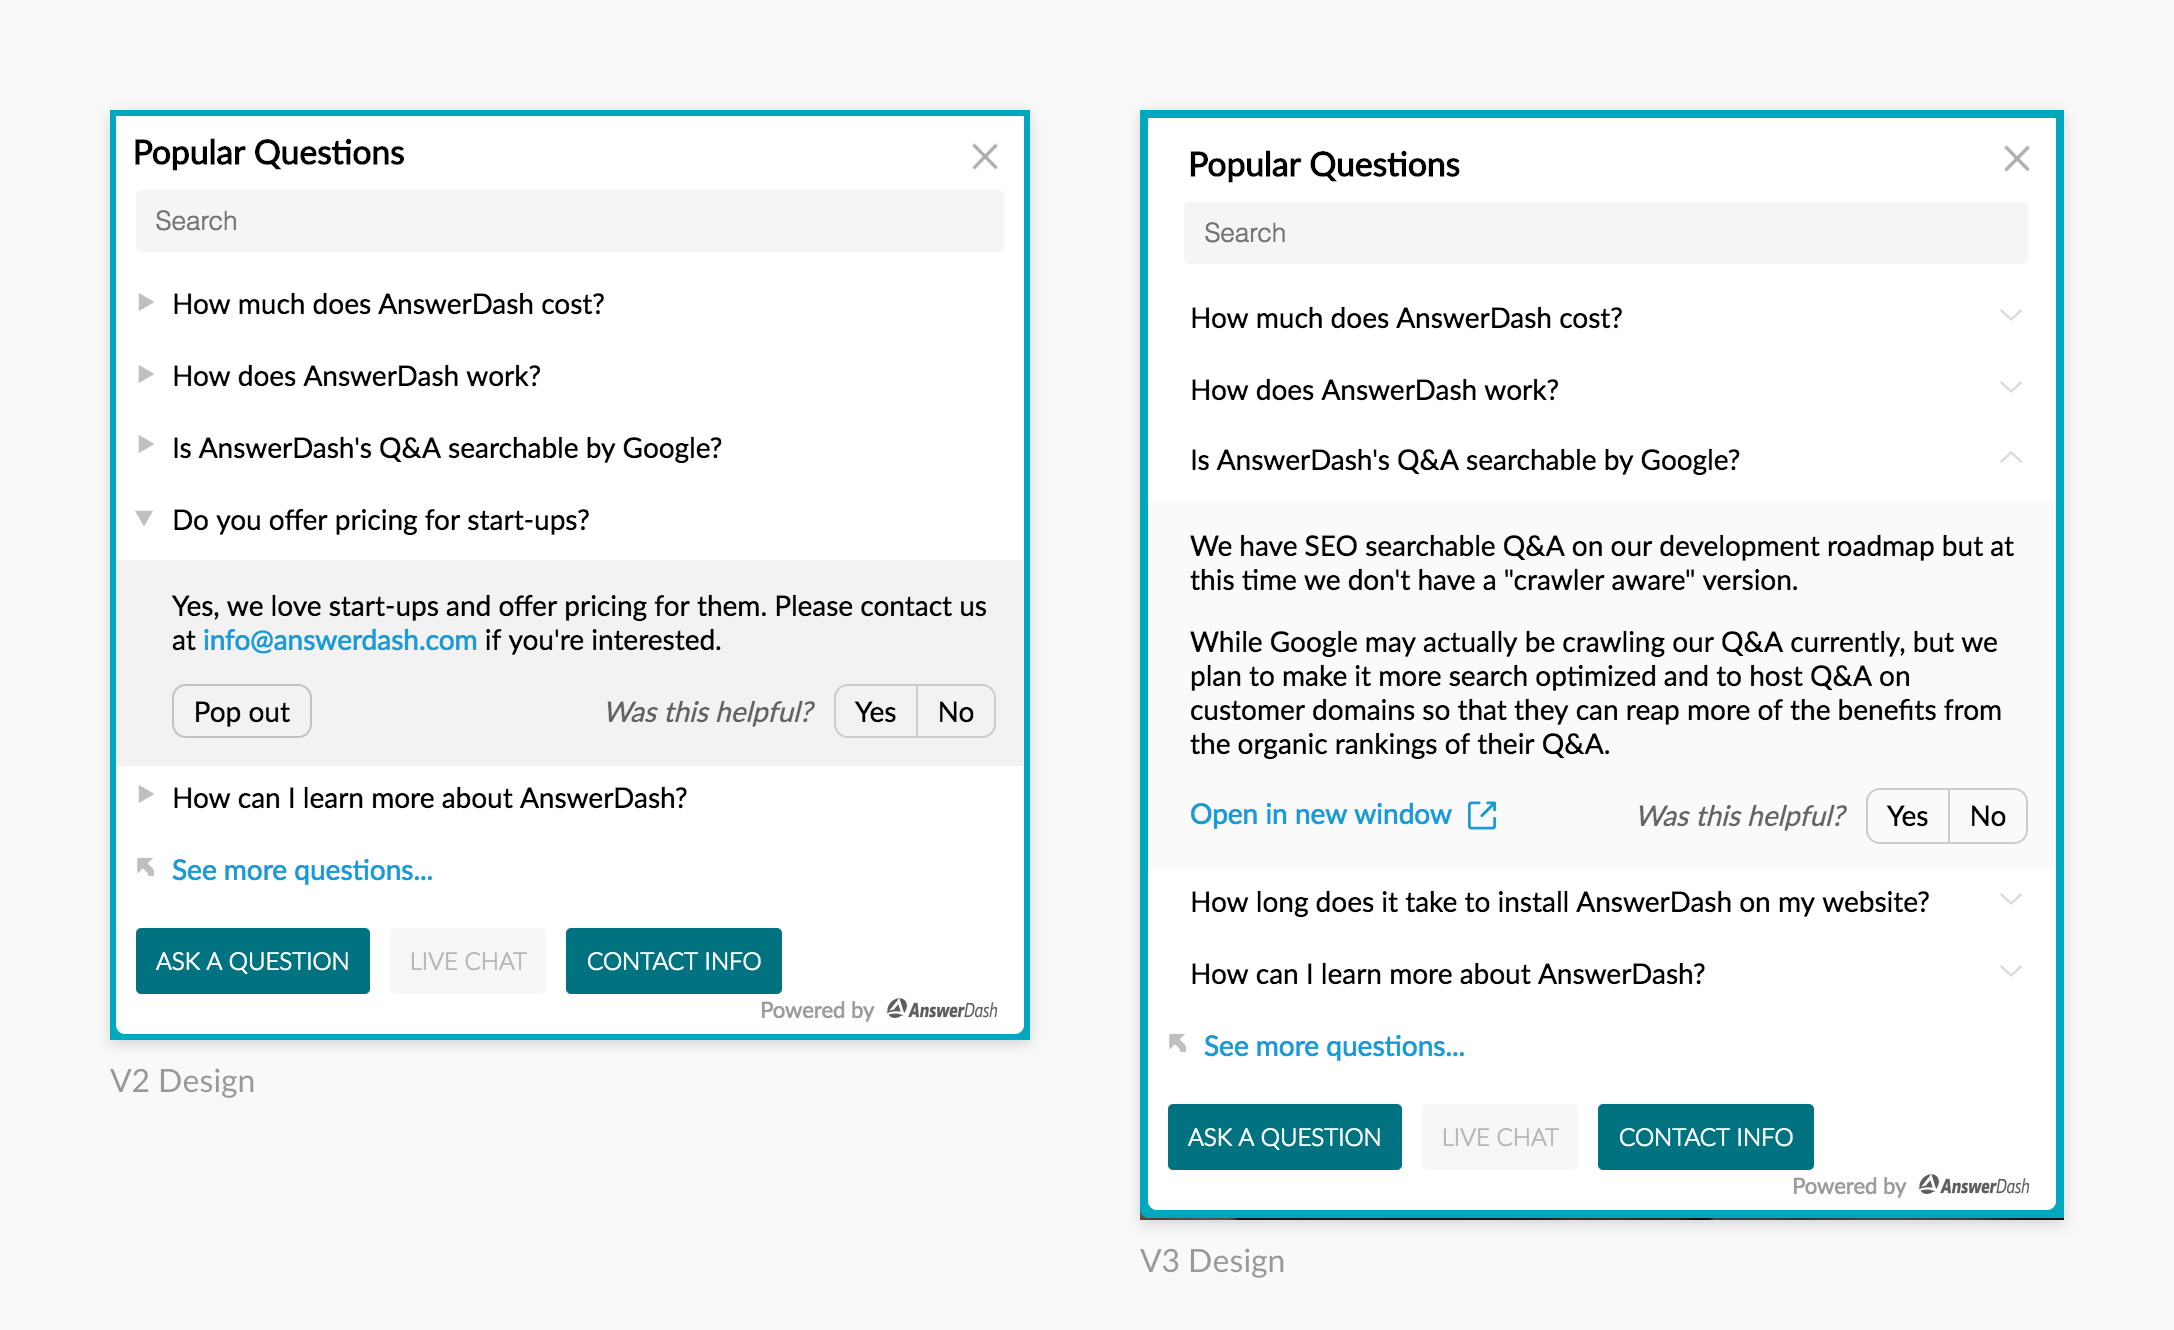 Popular Questions
Search
How much does AnswerDash cost?
How does AnswerDash work?
Is AnswerDash's Q&A searchable by Google?
Do you offer pricing for start-ups?
Yes, we love start-ups and offer pricing for them. Please contact us
at info@answerdash.com if you're interested.
Pop out
Was this helpful?
Yes
No
How can I learn more about AnswerDash?
See more questions...
ASK A QUESTION
LIVE CHAT
CONTACT INFO
Powered by AnswerDash
V2 Design
Popular Questions
Search
How much does AnswerDash cost?
How does AnswerDash work?
Is AnswerDash's Q&A searchable by Google?
We have SEO searchable Q&A on our development roadmap but at
this time we don't have a "crawler aware" version.
While Google may actually be crawling our Q&A currently, but we
plan to make it more search optimized and to host Q&A on
customer domains so that they can reap more of the benefits from
the organic rankings of their Q&A.
Open in new window
Was this helpful?
Yes
No
How long does it take to install AnswerDash on my website?
How can I learn more about AnswerDash?
See more questions...
ASK A QUESTION
LIVE CHAT
CONTACT INFO
Powered by AnswerDash
V3 Design